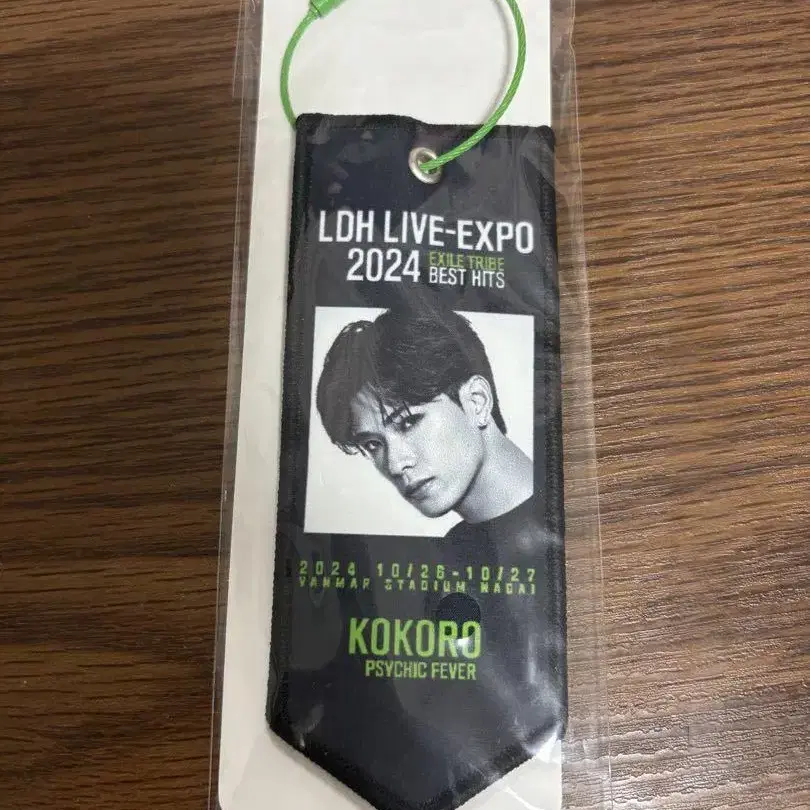 LDH LIVE-EXPO
2024 EXILE TRIBE
BEST HITS
2024 10/26-10/27
YANMAR STADIUM NAGAI
KOKORO
PSYCHIC FEVER